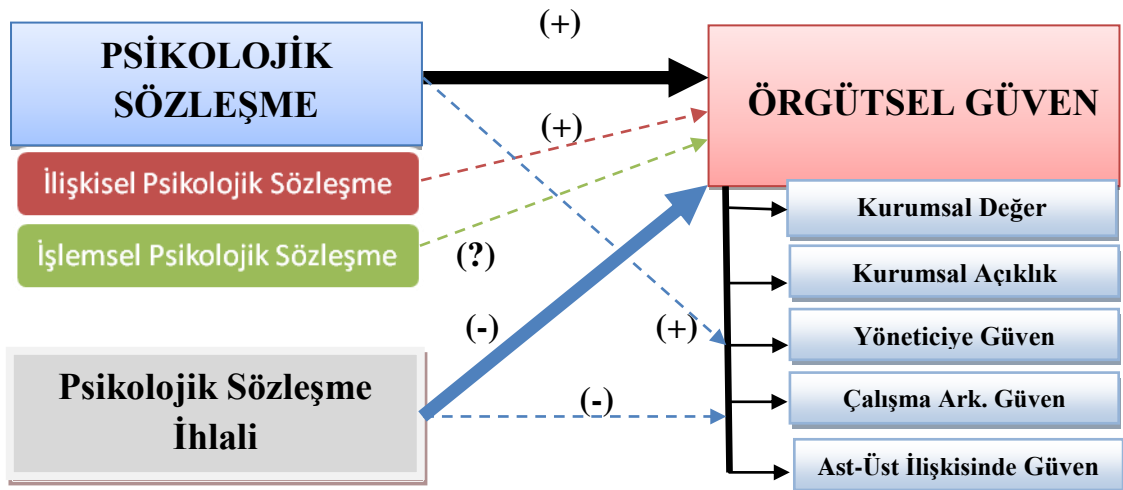 (+)
PSİKOLOJİK
SÖZLEŞME
ÖRGÜTSEL GÜVEN
(+)
İlişkisel Psikolojik Sözleşme
İşlemsel Psikolojik Sözleşme
(?)
Kurumsal Değer
Kurumsal Açıklık
(-)
(+)
Yöneticiye Güven
Psikolojik Sözleşme
İhlali
(-)
Çalışma Ark. Güven
Ast-Üst İlişkisinde Güven